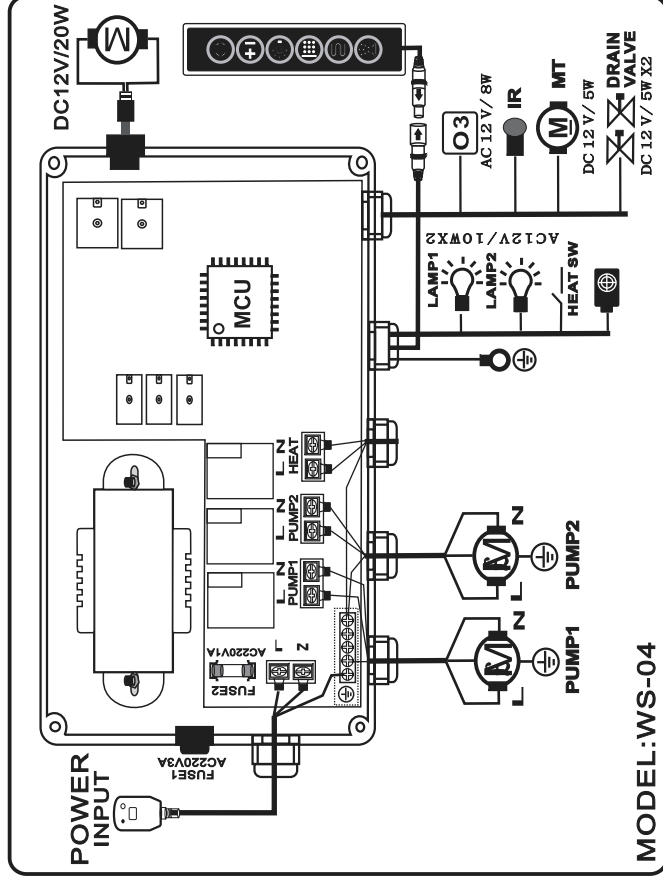 DC12V/20W
M
O3
AC 12 V/ 8W
IR
M
MT
DC 12 V/ 5W
DRAIN
VALVE
DC 12 V/ 5W X2
AC12V/10WX2
LAMP1
LAMP2
HEAT SW
MCU
N
L
HEAT
N
L
PUMP2
N
L
PUMP1
FUSE2
AC220V1A
L
N
FUSE1
AC220V3A
POWER
INPUT
M
L
N
PUMP2
M
L
N
PUMP1
MODEL:WS-04